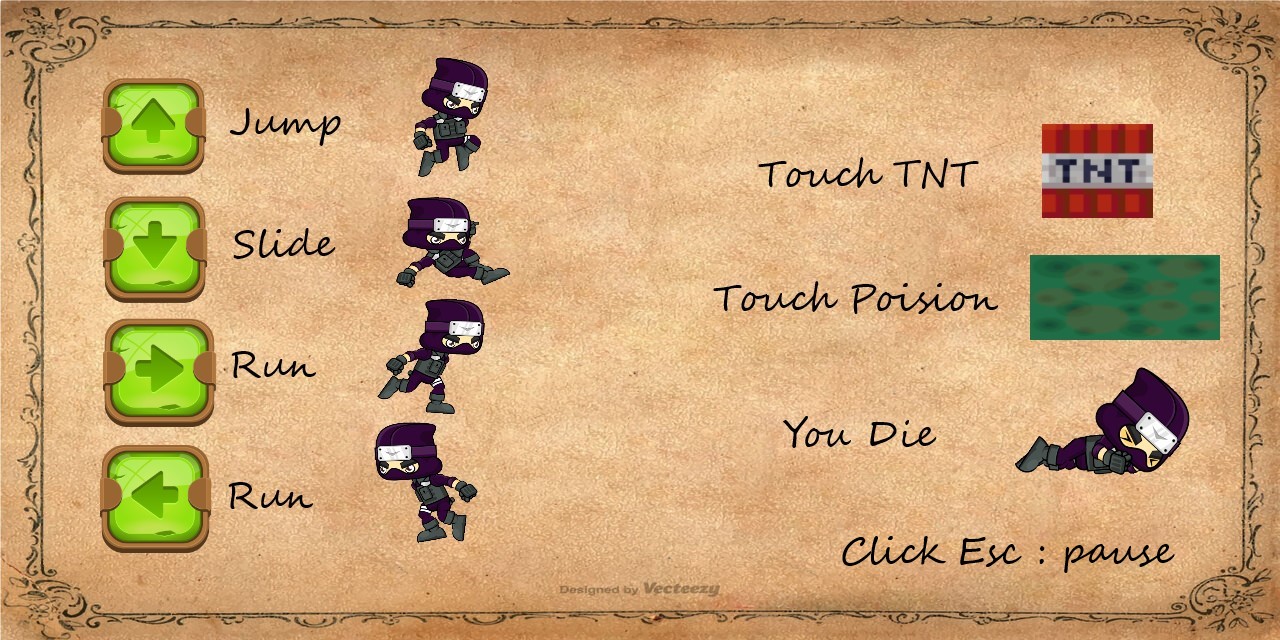 Jump
Slide
Run
Run
Touch TNT
TNT
Touch Poision
You Die
Click Esc : pause
Designed by Vecteezy